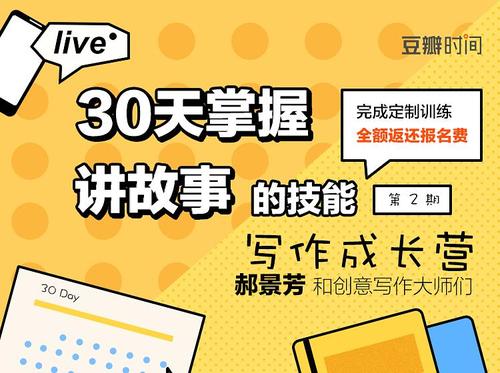 live
豆瓣时间
30天掌握
讲故事的技能
完成定制训练
全额返还报名费
第2期
写作成长营
郝景芳 和创意写作大师们
30 Day